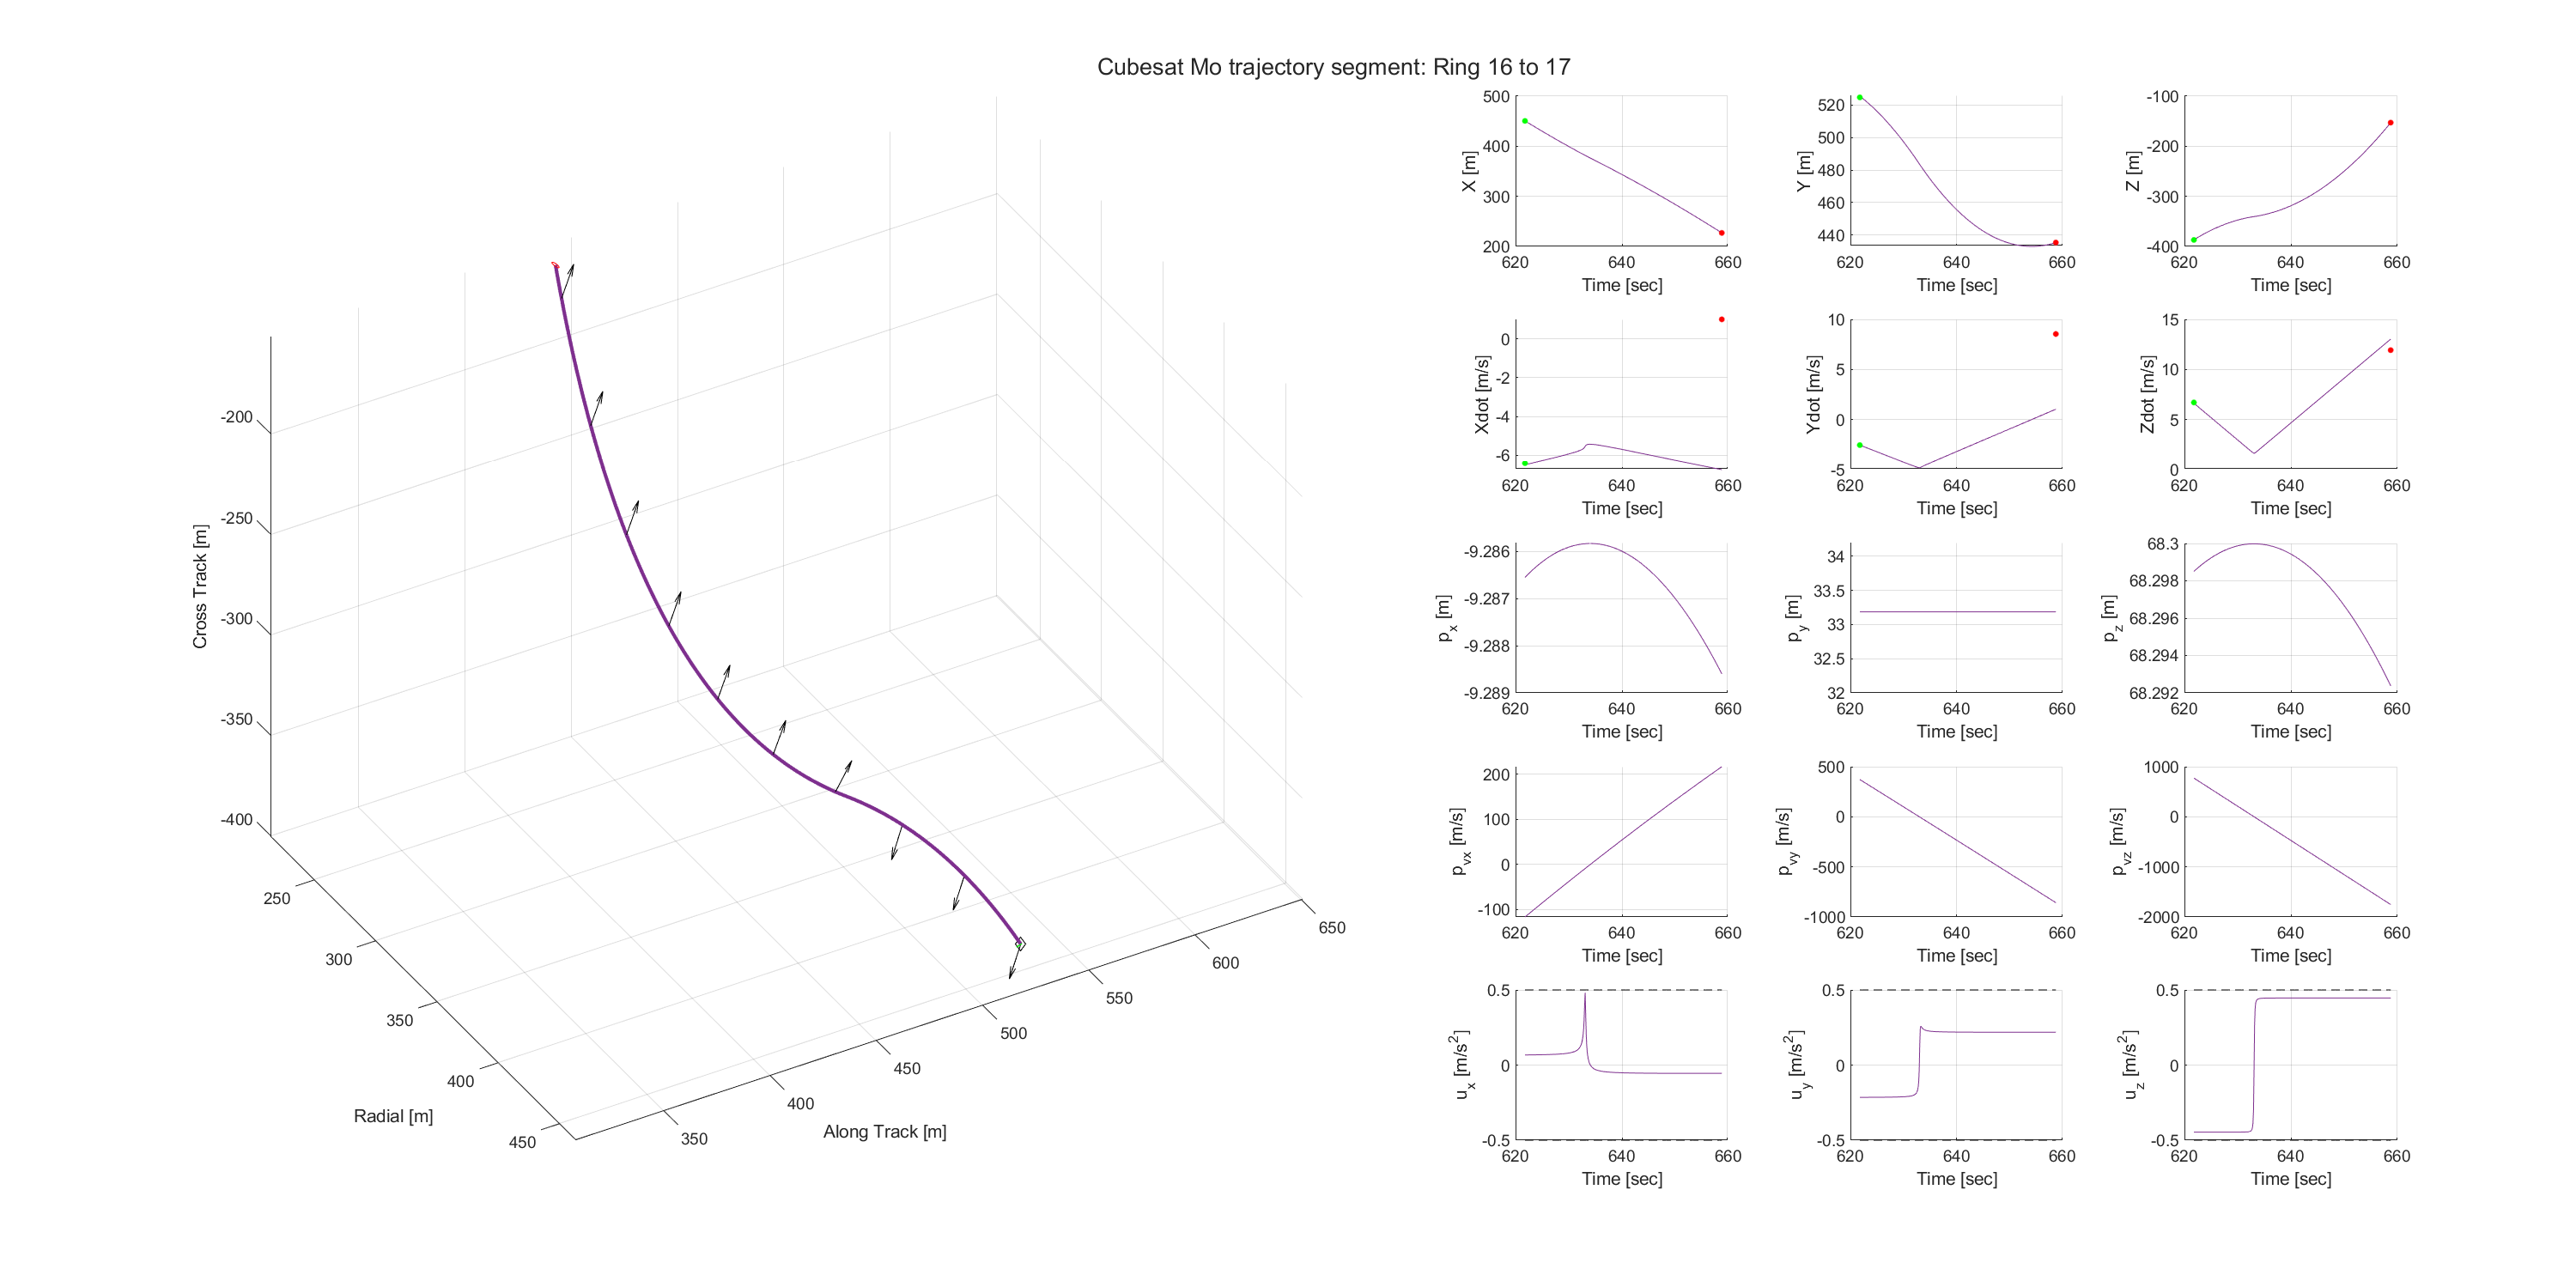 Cubesat Mo trajectory segment: Ring 16 to 17
Cross Track [m]
-200
-250
-300
-350
-400
Radial [m]
250
300
350
400
450
Along Track [m]
350
400
450
500
550
600
650
X [m]
500
400
300
200
620 640 660
Time [sec]
Y [m]
520
500
480
460
440
620 640 660
Time [sec]
Z [m]
-100
-200
-300
-400
620 640 660
Time [sec]
Xdot [m/s]
0
-2
-4
-6
620 640 660
Time [sec]
Ydot [m/s]
10
5
0
-5
620 640 660
Time [sec]
Zdot [m/s]
15
10
5
0
620 640 660
Time [sec]
p_x [m]
-9.286
-9.287
-9.288
-9.289
620 640 660
Time [sec]
p_y [m]
34
33.5
33
32.5
32
620 640 660
Time [sec]
p_z [m]
68.3
68.298
68.296
68.294
68.292
620 640 660
Time [sec]
p_vx [m/s]
200
100
0
-100
620 640 660
Time [sec]
p_vy [m/s]
500
0
-500
-1000
620 640 660
Time [sec]
p_vz [m/s]
1000
0
-1000
-2000
620 640 660
Time [sec]
u_x [m/s²]
0.5
0
-0.5
620 640 660
Time [sec]
u_y [m/s²]
0.5
0
-0.5
620 640 660
Time [sec]
u_z [m/s²]
0.5
0
-0.5
620 640 660
Time [sec]